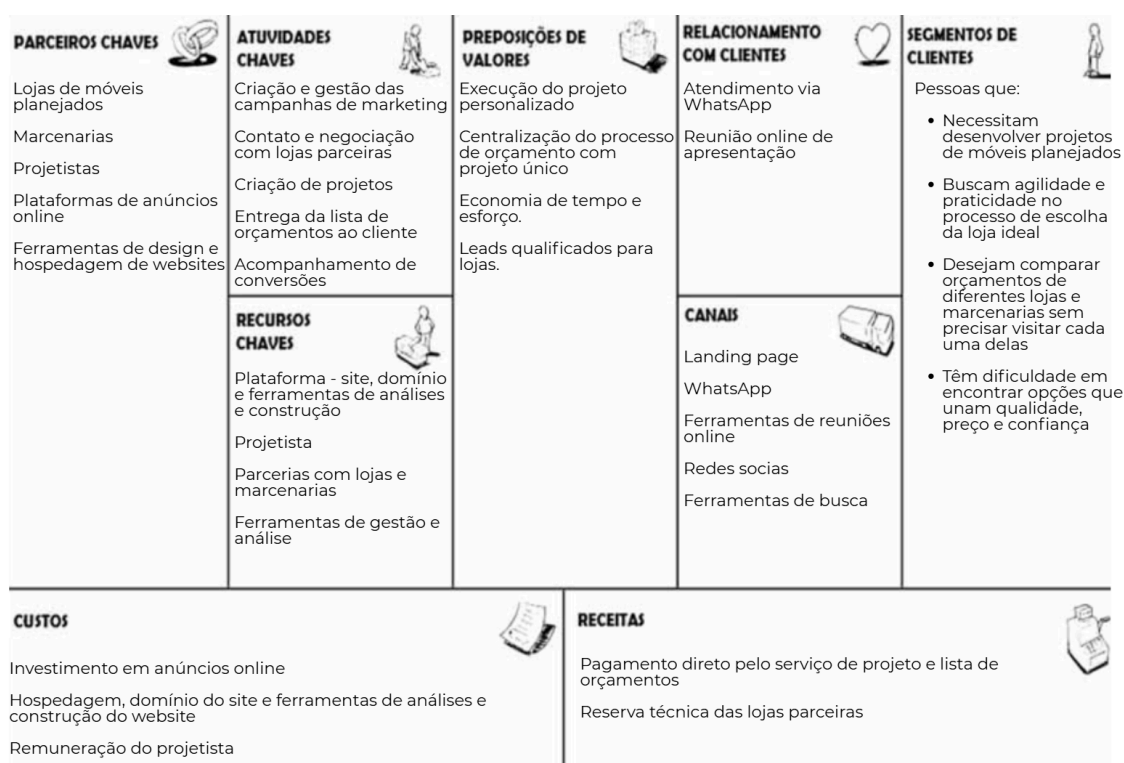 PARCEIROS CHAVES
Lojas de móveis
planejados
Marcenarias
Projetistas
Plataformas de anúncios
online
Ferramentas de design e
hospedagem de websites
ATUVIDADES
CHAVES
Criação e gestão das
campanhas de marketing
Contato e negociação
com lojas parceiras
Criação de projetos
Entrega da lista de
orçamentos ao cliente
Acompanhamento de
conversões
RECURSOS
CHAVES
Plataforma - site, domínio
e ferramentas de análises
e construção
Projetista
Parcerias com lojas e
marcenarias
Ferramentas de gestão e
análise
PREPOSIÇÕES DE
VALORES
Execução do projeto
personalizado
Centralização do processo
de orçamento com
projeto único
Economia de tempo e
esforço.
Leads qualificados para
lojas.
RELACIONAMENTO
COM CLIENTES
Atendimento via
WhatsApp
Reunião online de
apresentação
CANAIS
Landing page
WhatsApp
Ferramentas de reuniões
online
Redes socias
Ferramentas de busca
SEGMENTOS DE
CLIENTES
Pessoas que:
• Necessitam
desenvolver projetos
de móveis planejados
• Buscam agilidade e
praticidade no
processo de escolha
da loja ideal
• Desejam comparar
orçamentos de
diferentes lojas e
marcenarias sem
precisar visitar cada
uma delas
• Têm dificuldade em
encontrar opções que
unam qualidade,
preço e confiança
CUSTOS
Investimento em anúncios online
Hospedagem, domínio do site e ferramentas de análises e
construção do website
Remuneração do projetista
RECEITAS
Pagamento direto pelo serviço de projeto e lista de
orçamentos
Reserva técnica das lojas parceiras